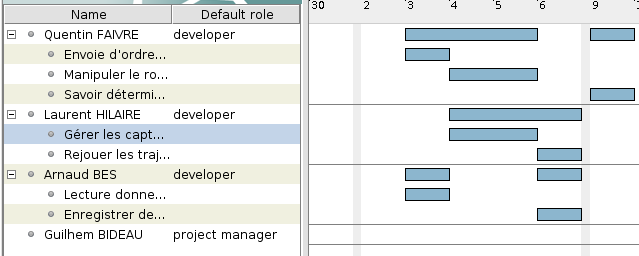 Name Default role 30 2 3 4 5 6 9
Quentin FAIVRE developer
Envoie d'ordre...
Manipuler le ro...
Savoir détermi...
Laurent HILAIRE developer
Gérer les capt...
Rejouer les traj...
Arnaud BES developer
Lecture donne...
Enregistrer de...
Guilhem BIDEAU project manager